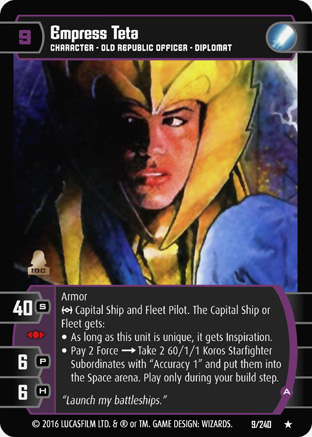 9 Empress Teta
CHARACTER - OLD REPUBLIC OFFICER - DIPLOMAT
IDC
40 S
6 P
6 H
Armor
Capital Ship and Fleet Pilot. The Capital Ship or
Fleet gets:
• As long as this unit is unique, it gets Inspiration.
• Pay 2 Force → Take 2 60/1/1 Koros Starfighter
Subordinates with “Accuracy 1” and put them into
the Space arena. Play only during your build step.
A
“Launch my battleships.”
© 2016 LUCASFILM LTD. & ® or TM. GAME DESIGN: WIZARDS. 9/240 ★